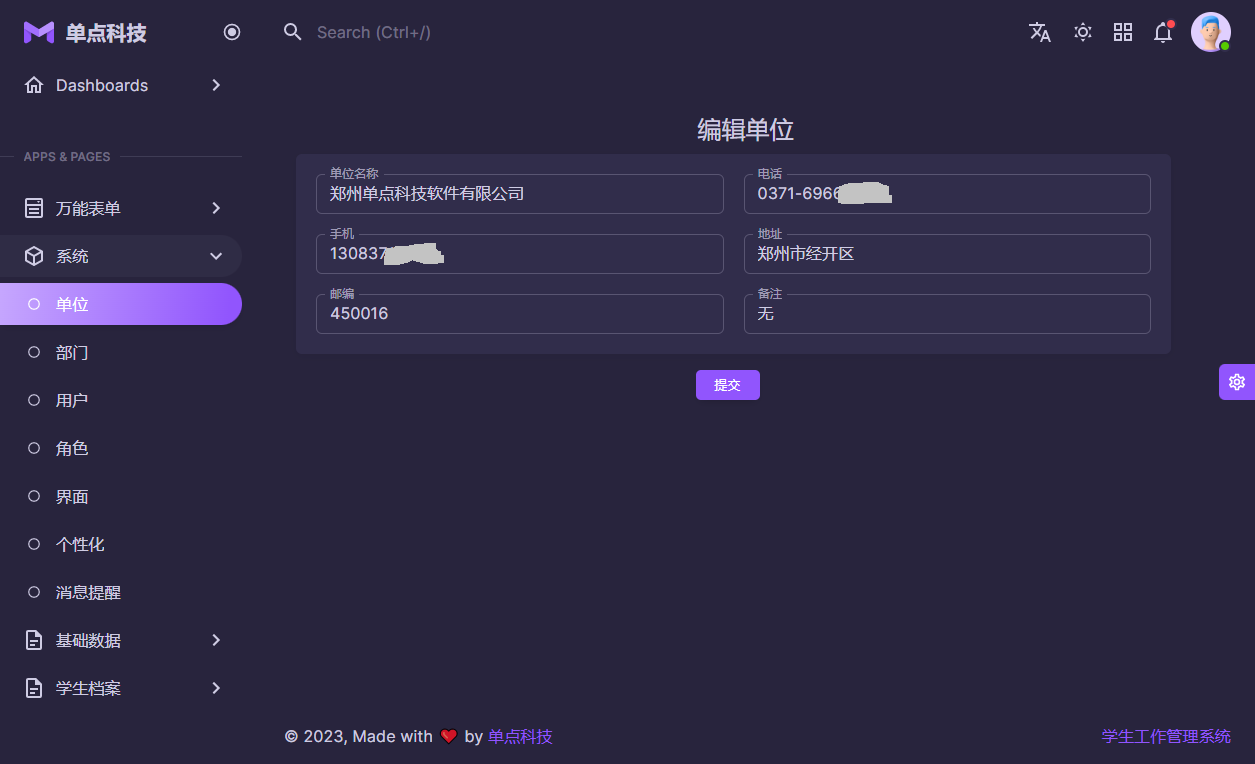 单点科技
Search (Ctrl+/)
Dashboards
APPS & PAGES
万能表单
系统
单位
部门
用户
角色
界面
个性化
消息提醒
基础数据
学生档案
编辑单位
单位名称
郑州单点科技软件有限公司
电话
0371-696
手机
130837
地址
郑州市经开区
邮编
450016
备注
无
提交
© 2023, Made with ❤️ by 单点科技
学生工作管理系统